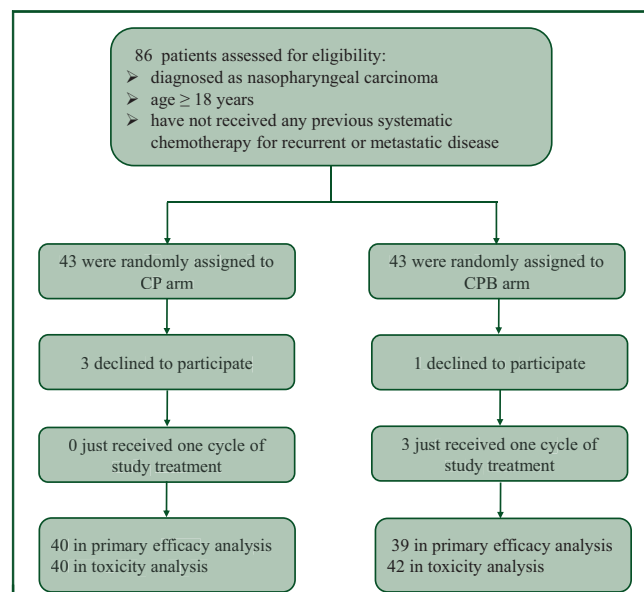 86 patients assessed for eligibility:
➢ diagnosed as nasopharyngeal carcinoma
➢ age ≥ 18 years
➢ have not received any previous systematic
chemotherapy for recurrent or metastatic disease
43 were randomly assigned to
CP arm
43 were randomly assigned to
CPB arm
3 declined to participate
1 declined to participate
0 just received one cycle of
study treatment
3 just received one cycle of
study treatment
40 in primary efficacy analysis
40 in toxicity analysis
39 in primary efficacy analysis
42 in toxicity analysis